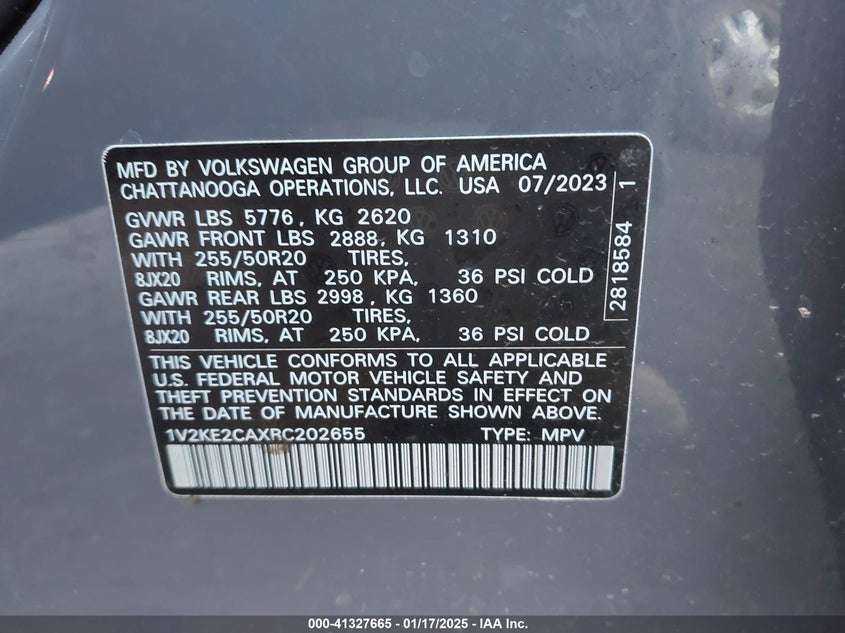 MFD BY VOLKSWAGEN GROUP OF AMERICA
CHATTANOOGA OPERATIONS, LLC. USA 07/2023
GVWR LBS 5776, KG 2620
GAWR FRONT LBS 2888, KG 1310
WITH 255/50R20 TIRES,
8JX20 RIMS, AT 250 KPA, 36 PSI COLD
GAWR REAR LBS 2998, KG 1360
WITH 255/50R20 TIRES,
8JX20 RIMS, AT 250 KPA, 36 PSI COLD
THIS VEHICLE CONFORMS TO ALL APPLICABLE
U.S. FEDERAL MOTOR VEHICLE SAFETY AND
THEFT PREVENTION STANDARDS IN EFFECT ON
THE DATE OF MANUFACTURE SHOWN ABOVE.
1V2KE2CAXRC202655 TYPE: MPV
2818584 1
000-41327665 - 01/17/2025 - IAA Inc.